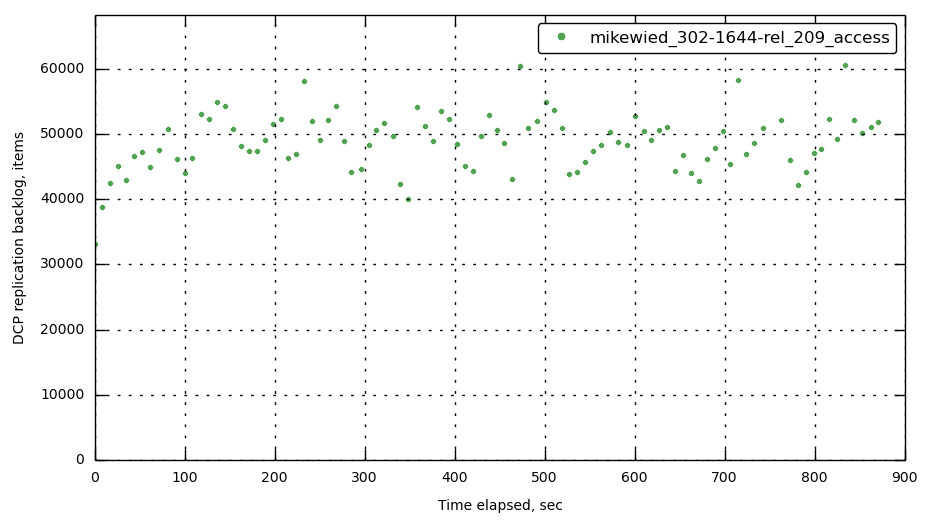 mikewied_302-1644-rel_209_access
DCP replication backlog, items
60000
50000
40000
30000
20000
10000
0
0 100 200 300 400 500 600 700 800 900
Time elapsed, sec